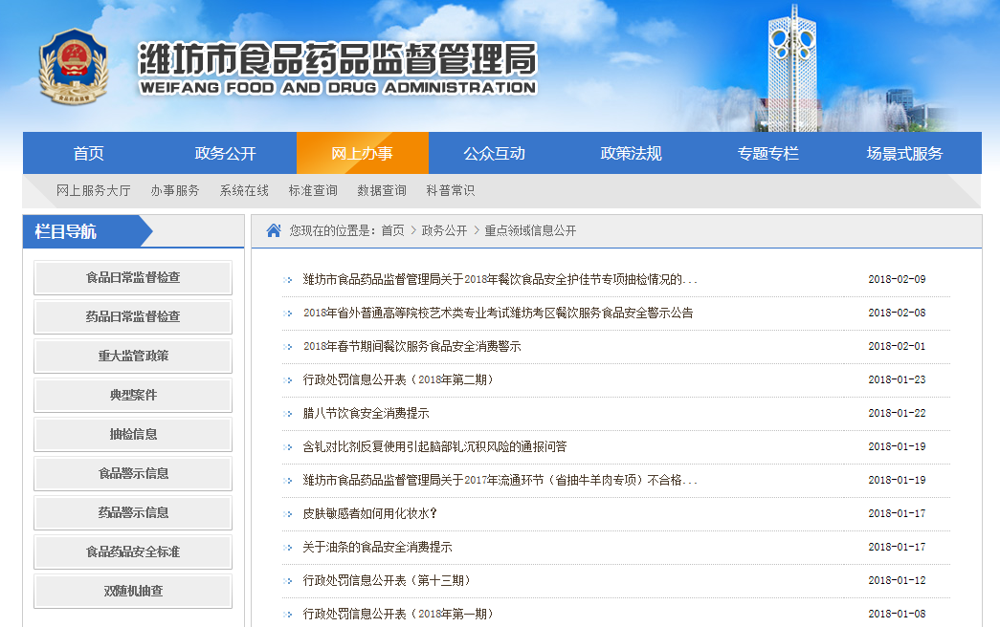 潍坊市食品药品监督管理局
WEIFANG FOOD AND DRUG ADMINISTRATION
首页 政务公开 网上办事 公众互动 政策法规 专题专栏 场景式服务
网上服务大厅 办事服务 系统在线 标准查询 数据查询 科普常识
栏目导航
食品日常监督检查
药品日常监督检查
重大监管政策
典型案件
抽检信息
食品警示信息
药品警示信息
食品药品安全标准
双随机抽查
您现在的位置是：首页 > 政务公开 > 重点领域信息公开
潍坊市食品药品监督管理局关于2018年餐饮食品安全护佳节专项抽检情况的... 2018-02-09
2018年省外普通高等院校艺术类专业考试潍坊考区餐饮服务食品安全警示公告 2018-02-08
2018年春节期间餐饮服务食品安全消费警示 2018-02-01
行政处罚信息公开表（2018年第二期） 2018-01-23
腊八节饮食安全消费提示 2018-01-22
含钆对比剂反复使用引起脑部钆沉积风险的通报问答 2018-01-19
潍坊市食品药品监督管理局关于2017年流通环节（省抽牛羊肉专项）不合格... 2018-01-19
皮肤敏感者如何用化妆水？ 2018-01-17
关于油条的食品安全消费提示 2018-01-17
行政处罚信息公开表（第十三期） 2018-01-12
行政处罚信息公开表（2018年第一期） 2018-01-08